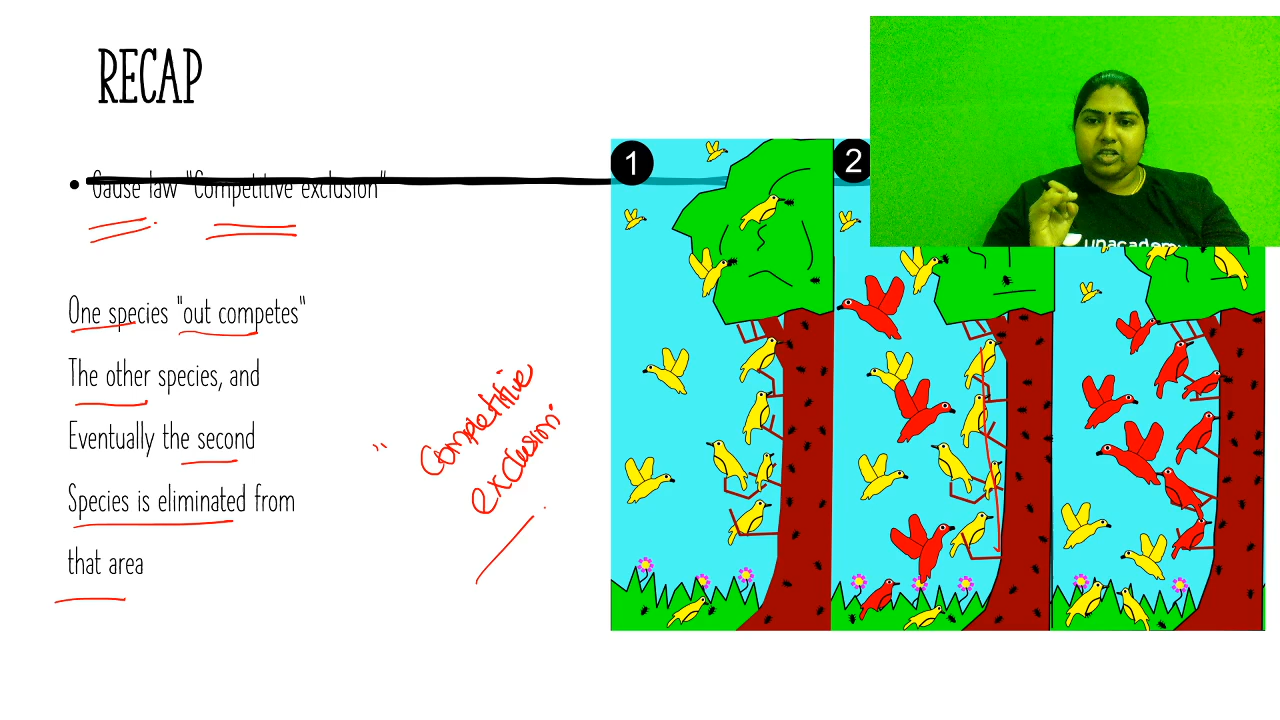 RECAP
• Gause law "Competitive exclusion"
One species "out competes"
The other species, and
Eventually the second
Species is eliminated from
that area
" Competitive
exclusion"
1
2
unacademy